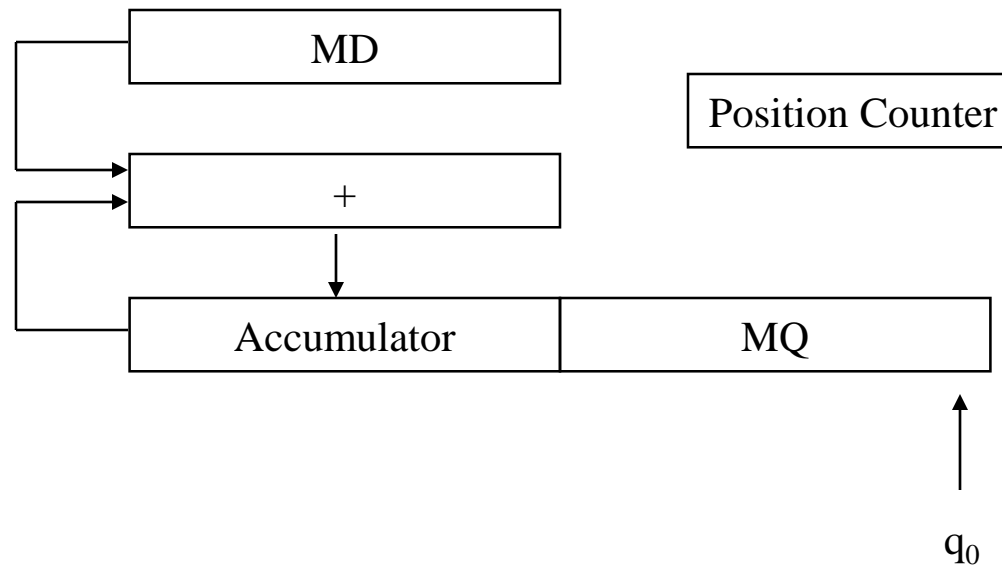 MD
Position Counter
+
Accumulator
MQ
q₀